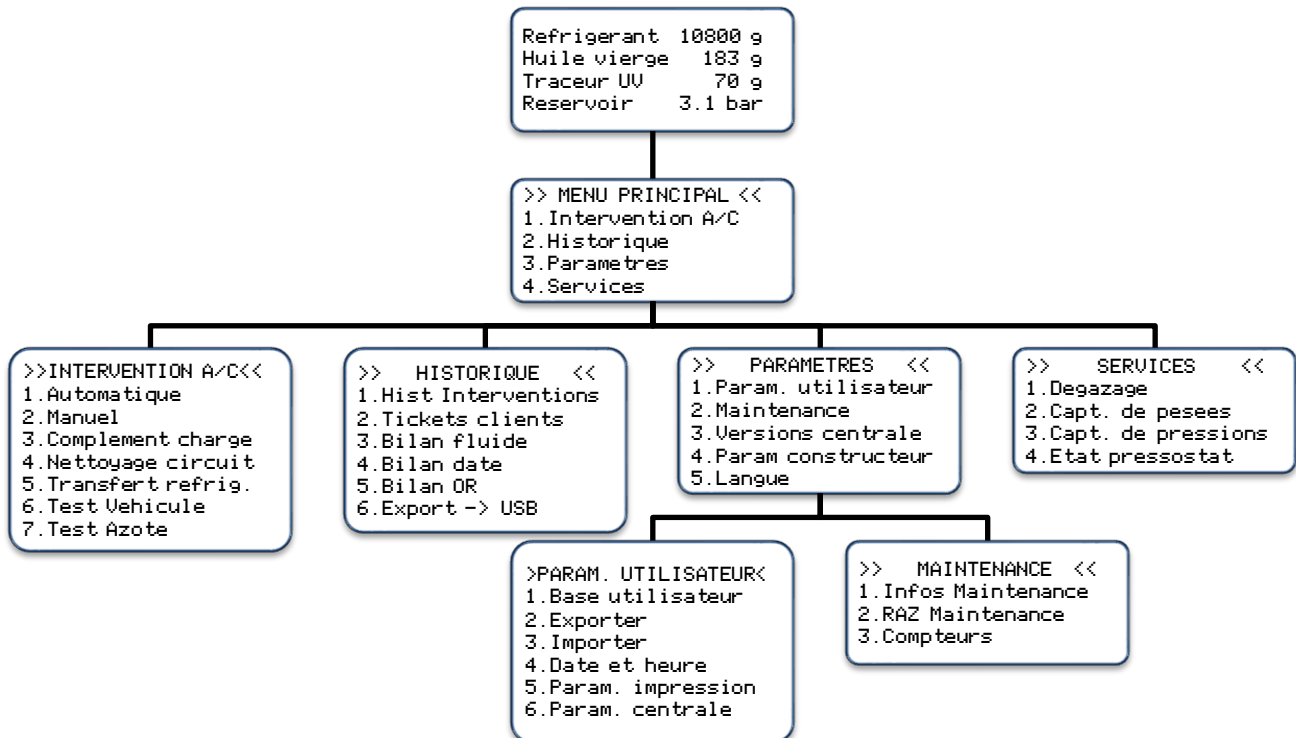 Refrigerant 10800 g
Huile vierge 183 g
Traceur UV 70 g
Reservoir 3.1 bar
>> MENU PRINCIPAL <<
1.Intervention A/C
2.Historique
3.Parametres
4.Services
>>INTERVENTION A/C<<
1.Automatique
2.Manuel
3.Complement charge
4.Nettoyage circuit
5.Transfert refrig.
6.Test Vehicule
7.Test Azote
>> HISTORIQUE <<
1.Hist Interventions
2.Tickets clients
3.Bilan fluide
4.Bilan date
5.Bilan OR
6.Export -> USB
>> PARAMETRES <<
1.Param. utilisateur
2.Maintenance
3.Versions centrale
4.Param constructeur
5.Langue
>> SERVICES <<
1.Degazage
2.Capt. de pesees
3.Capt. de pressions
4.Etat pressostat
>PARAM. UTILISATEUR<
1.Base utilisateur
2.Exporter
3.Importer
4.Date et heure
5.Param. impression
6.Param. centrale
>> MAINTENANCE <<
1.Infos Maintenance
2.RAZ Maintenance
3.Compteurs